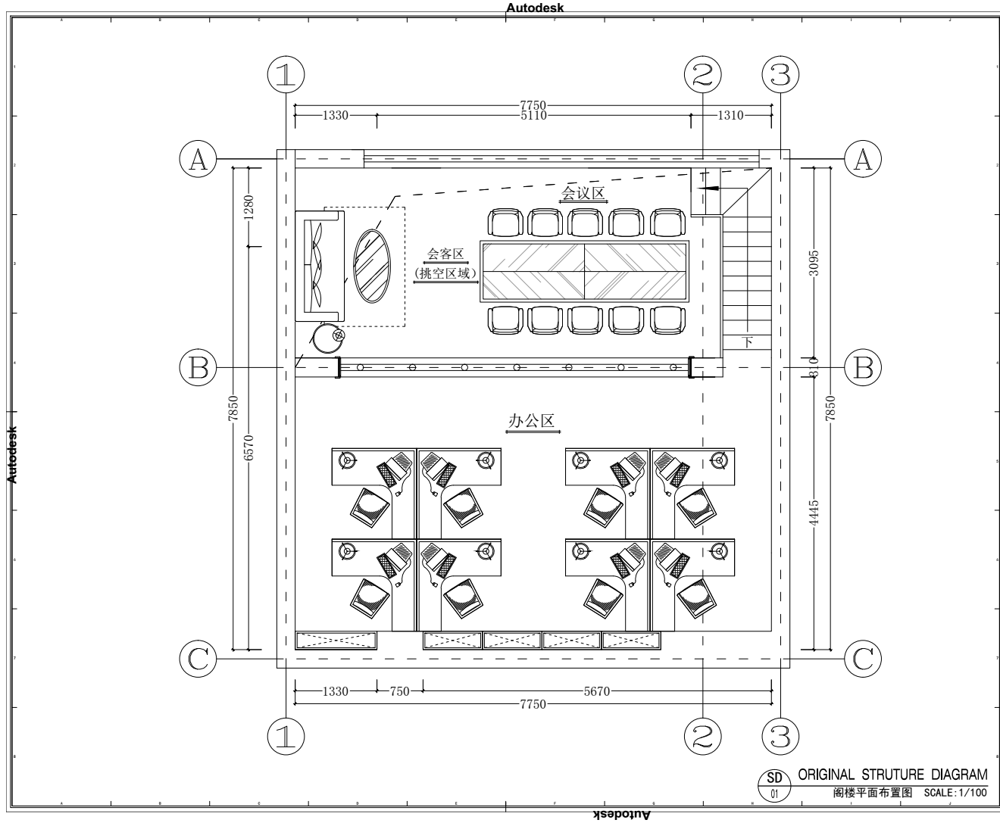 Autodesk
1 2 3
7750
1330 5110 1310
A A
会议区
1280
会客区
(挑空区域)
3095
下
B B
310
7850 7850
办公区
6570
Autodesk
4445
C C
1330 750 5670
7750
1 2 3
SD
01
ORIGINAL STRUTURE DIAGRAM
阁楼平面布置图 SCALE:1/100
Autodesk